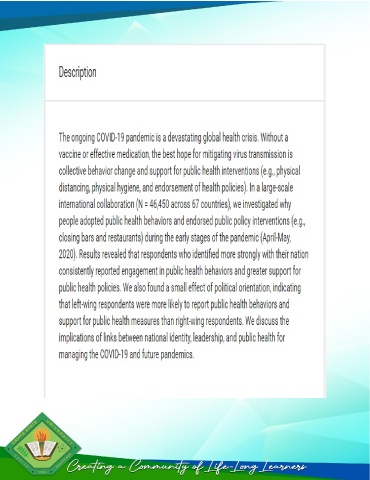 Description
The ongoing COVID-19 pandemic is a devastating global health crisis. Without a
vaccine or effective medication, the best hope for mitigating virus transmission is
collective behavior change and support for public health interventions (e.g., physical
distancing, physical hygiene, and endorsement of health policies). In a large-scale
international collaboration (N = 46,450 across 67 countries), we investigated why
people adopted public health behaviors and endorsed public policy interventions (e.g.,
closing bars and restaurants) during the early stages of the pandemic (April-May,
2020). Results revealed that respondents who identified more strongly with their nation
consistently reported engagement in public health behaviors and greater support for
public health policies. We also found a small effect of political orientation, indicating
that left-wing respondents were more likely to report public health behaviors and
support for public health measures than right-wing respondents. We discuss the
implications of links between national identity, leadership, and public health for
managing the COVID-19 and future pandemics.
Creating a Community of Life-Long Learners